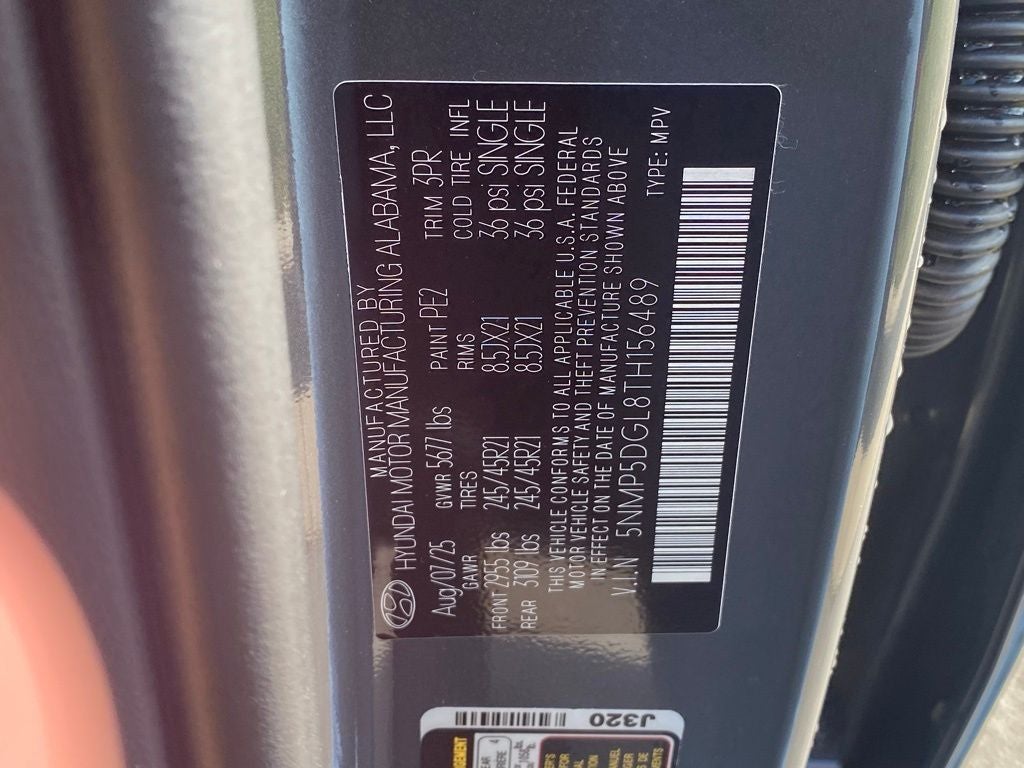 MANUFACTURED BY
HYUNDAI MOTOR MANUFACTURING ALABAMA, LLC
Aug/07/25 GVWR 5677 lbs PAINT PE2 TRIM 3PR
GAWR TIRES RIMS COLD TIRE INFL
FRONT 2955 lbs 245/45R21 8.5JX21 36 psi SINGLE
REAR 3109 lbs 245/45R21 8.5JX21 36 psi SINGLE
THIS VEHICLE CONFORMS TO ALL APPLICABLE U.S.A. FEDERAL
MOTOR VEHICLE SAFETY AND THEFT PREVENTION STANDARDS
IN EFFECT ON THE DATE OF MANUFACTURE SHOWN ABOVE
V.I.N 5NMP5DGL8TH156489 TYPE: MPV
J320